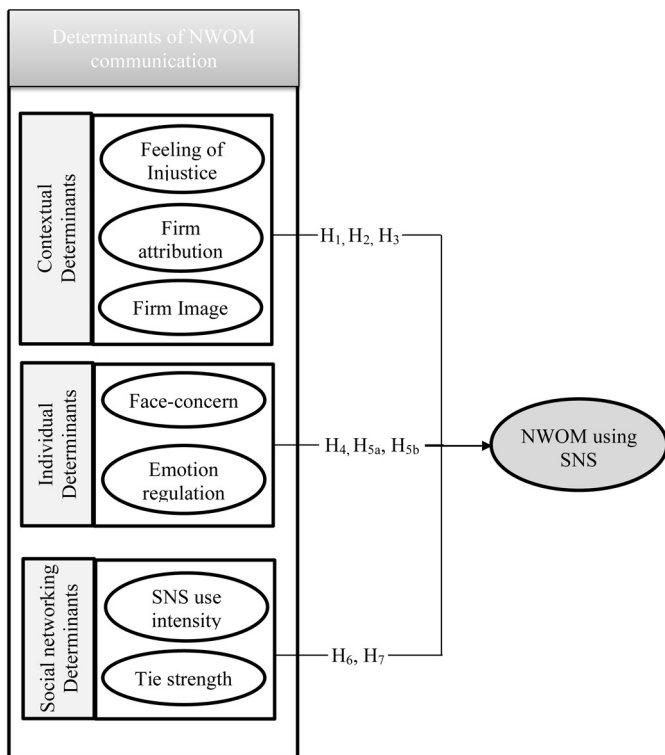 Determinants of NWOM
communication
Contextual
Determinants
Feeling of
Injustice
Firm
attribution
Firm Image
H1, H2, H3
Individual
Determinants
Face-concern
Emotion
regulation
H4, H5a, H5b
NWOM using
SNS
Social networking
Determinants
SNS use
intensity
Tie strength
H6, H7